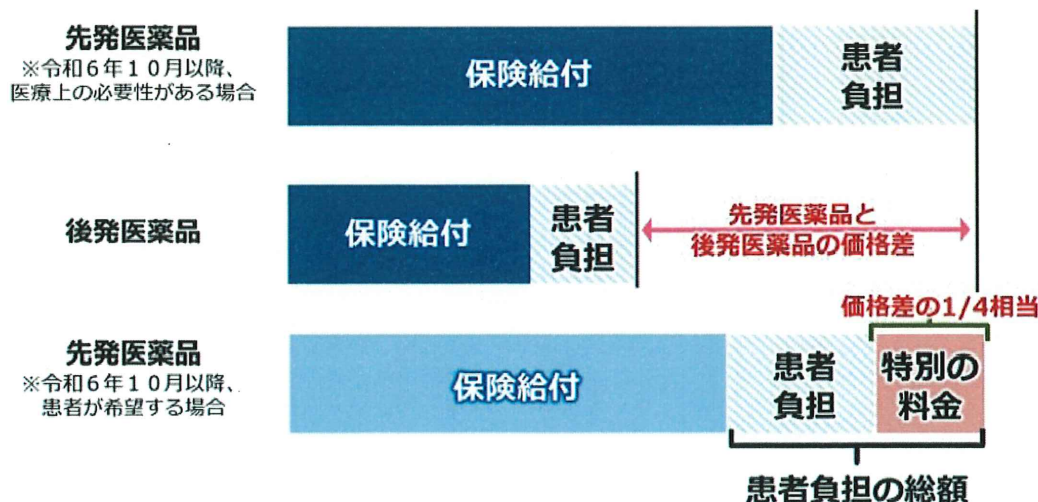 先発医薬品
※令和６年１０月以降、
医療上の必要性がある場合
保険給付
患者
負担
後発医薬品
保険給付
患者
負担
先発医薬品と
後発医薬品の価格差
価格差の1/4相当
先発医薬品
※令和６年１０月以降、
患者が希望する場合
保険給付
患者
負担
特別の
料金
患者負担の総額